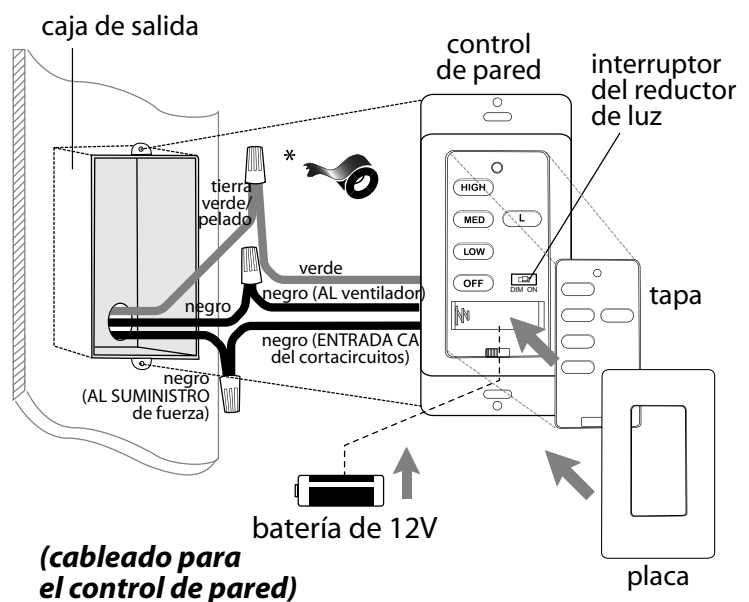 caja de salida
control
de pared
interruptor
del reductor
de luz
*
tierra
verde/
pelado
HIGH
MED
L
LOW
OFF
DIM ON
verde
negro
negro (AL ventilador)
negro (ENTRADA CA
del cortacircuitos)
negro
(AL SUMINISTRO
de fuerza)
tapa
batería de 12V
placa
(cableado para
el control de pared)